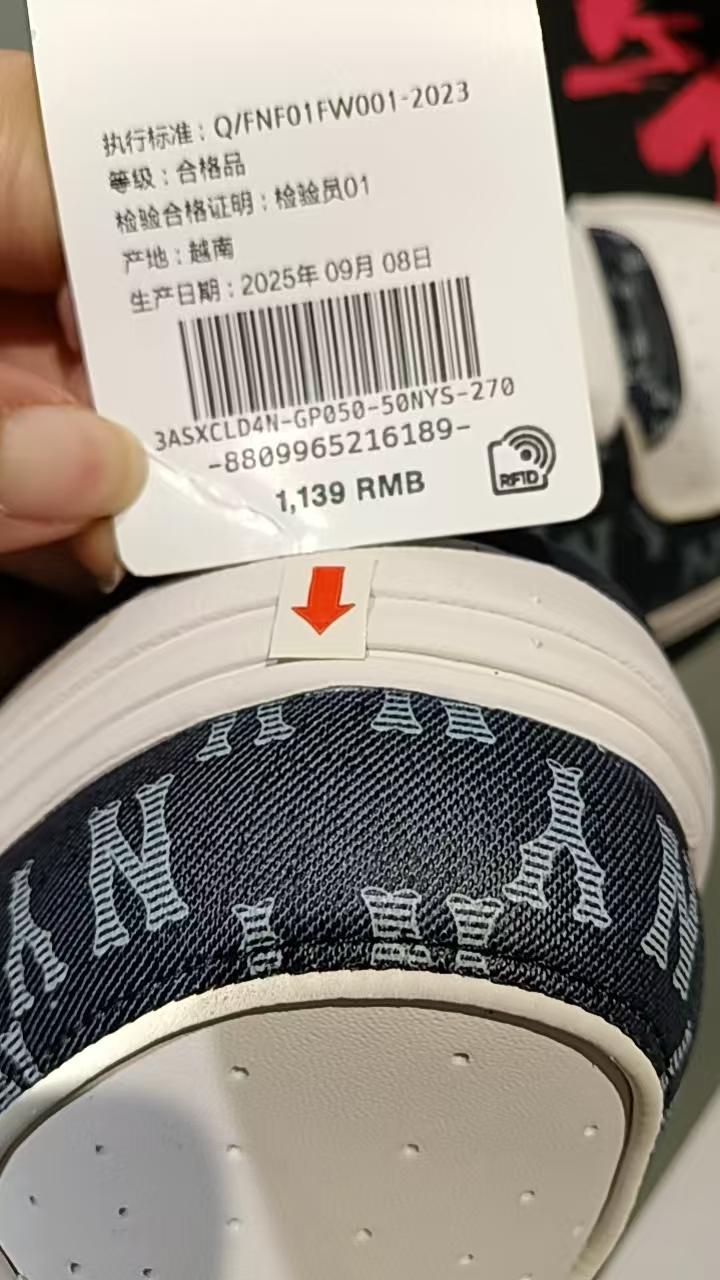 执行标准：Q/FNF01FW001-2023
等级：合格品
检验合格证明：检验员01
产地：越南
生产日期：2025年 09月 08日
3ASXCLD4N-GP050-50NYS-270
-8809965216189-
1,139 RMB
RFID
N Y
N Y N
Y